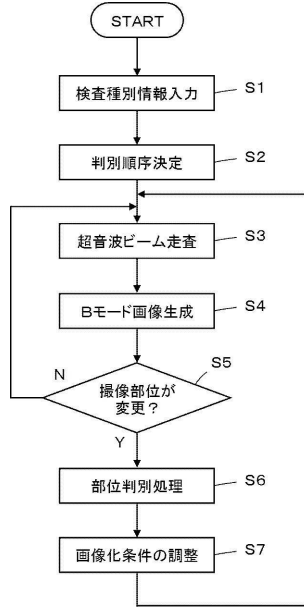 START
検査種別情報入力
S1
判別順序決定
S2
超音波ビーム走査
S3
Bモード画像生成
S4
S5
N
撮像部位が
変更?
Y
部位判別処理
S6
画像化条件の調整
S7